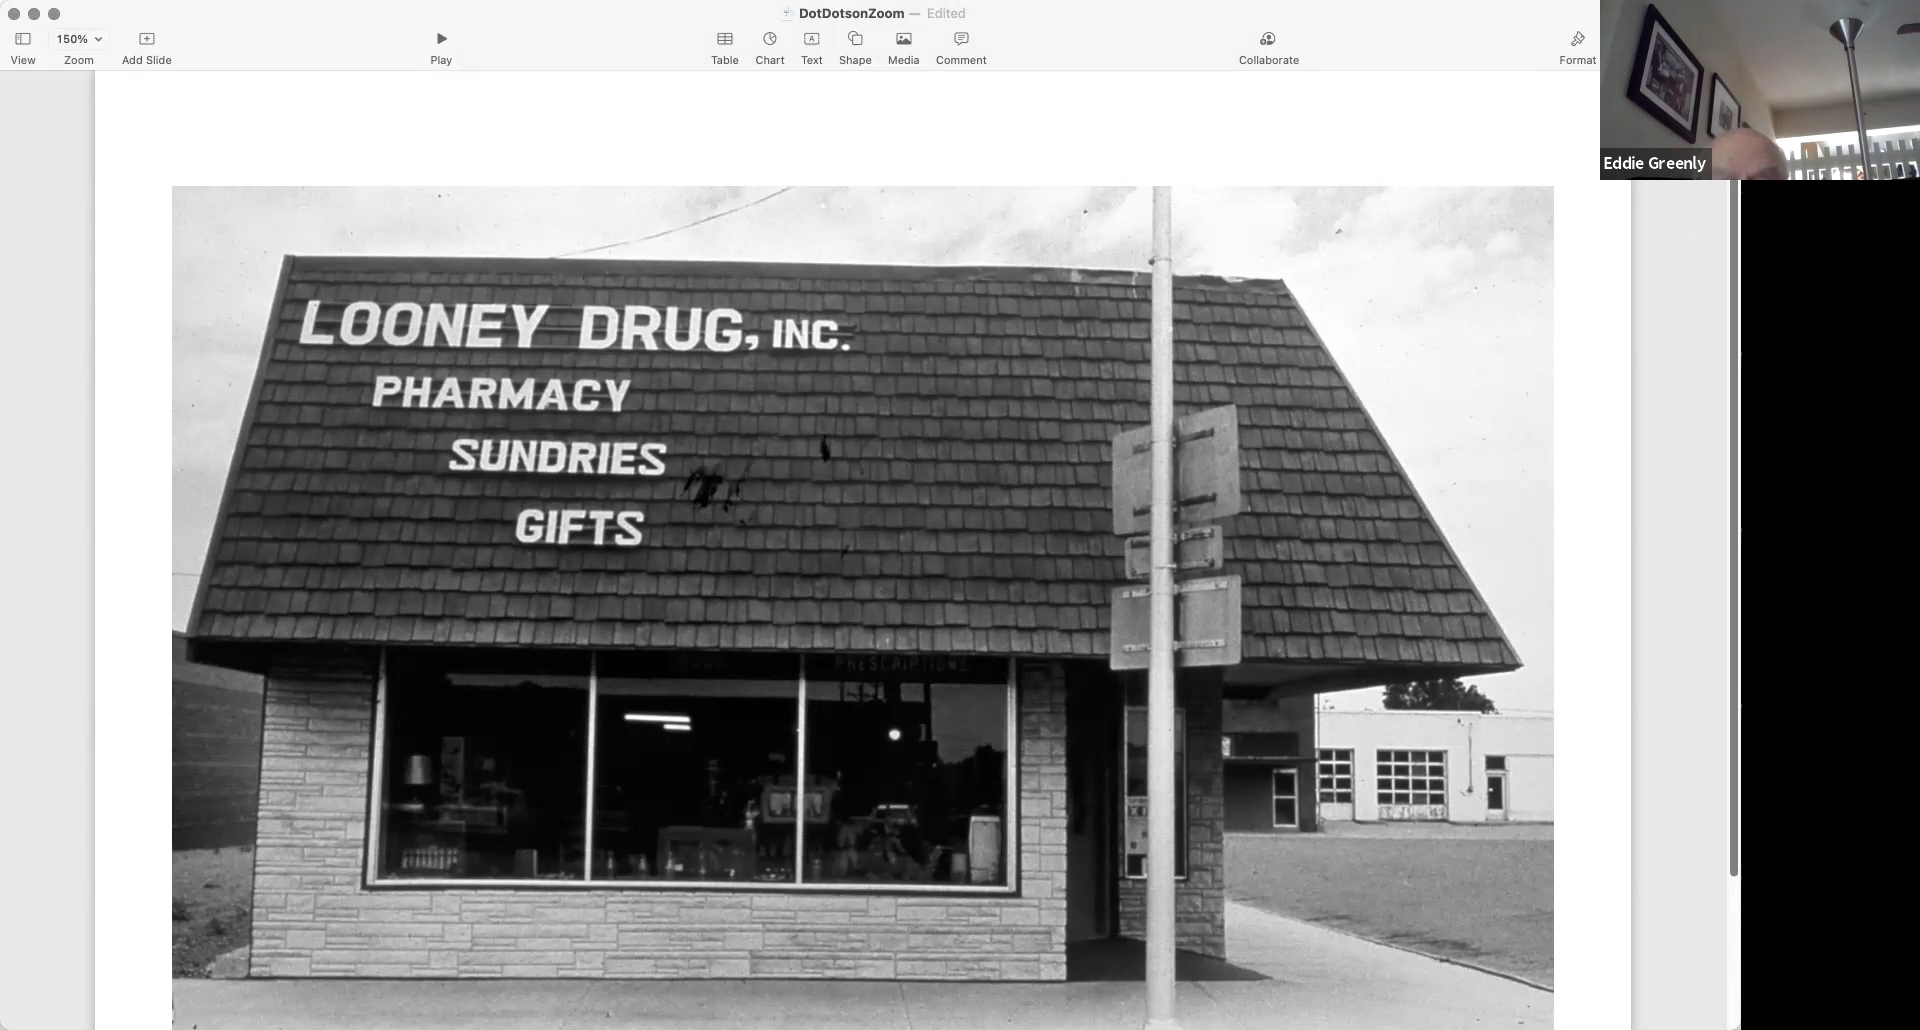 DotDotsonZoom — Edited
150%
View Zoom Add Slide Play Table Chart Text Shape Media Comment Collaborate Format
Eddie Greenly
LOONEY DRUG, INC.
PHARMACY
SUNDRIES
GIFTS
PRESCRIPTIONS